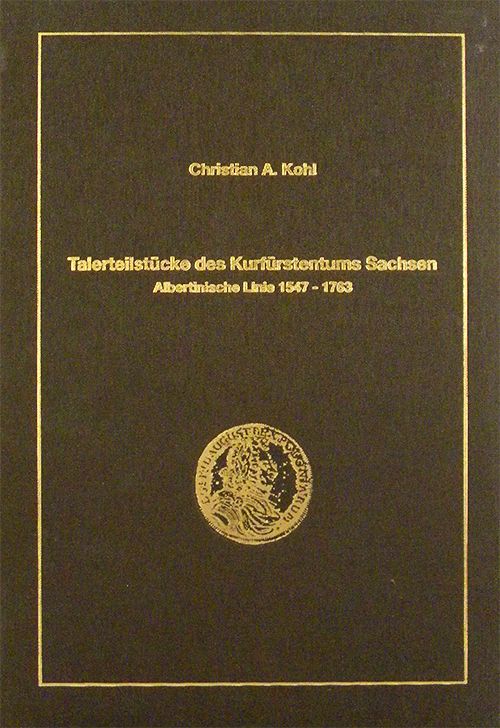 Christian A. Kohl
Talerteilstücke des Kurfürstentums Sachsen
Albertinische Linie 1547 - 1763